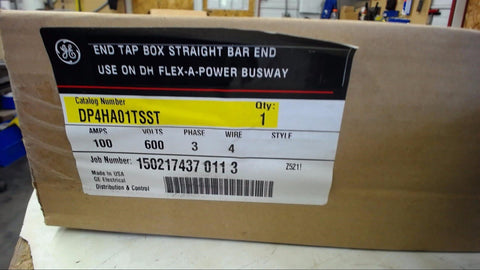 GE
END TAP BOX STRAIGHT BAR END
USE ON DH FLEX-A-POWER BUSWAY
Catalog Number Qty:
DP4HA01TSST 1
AMPS VOLTS PHASE WIRE STYLE
100 600 3 4
Job Number: 150217437 011 3 Z521!
Made in USA
GE Electrical
Distribution & Control